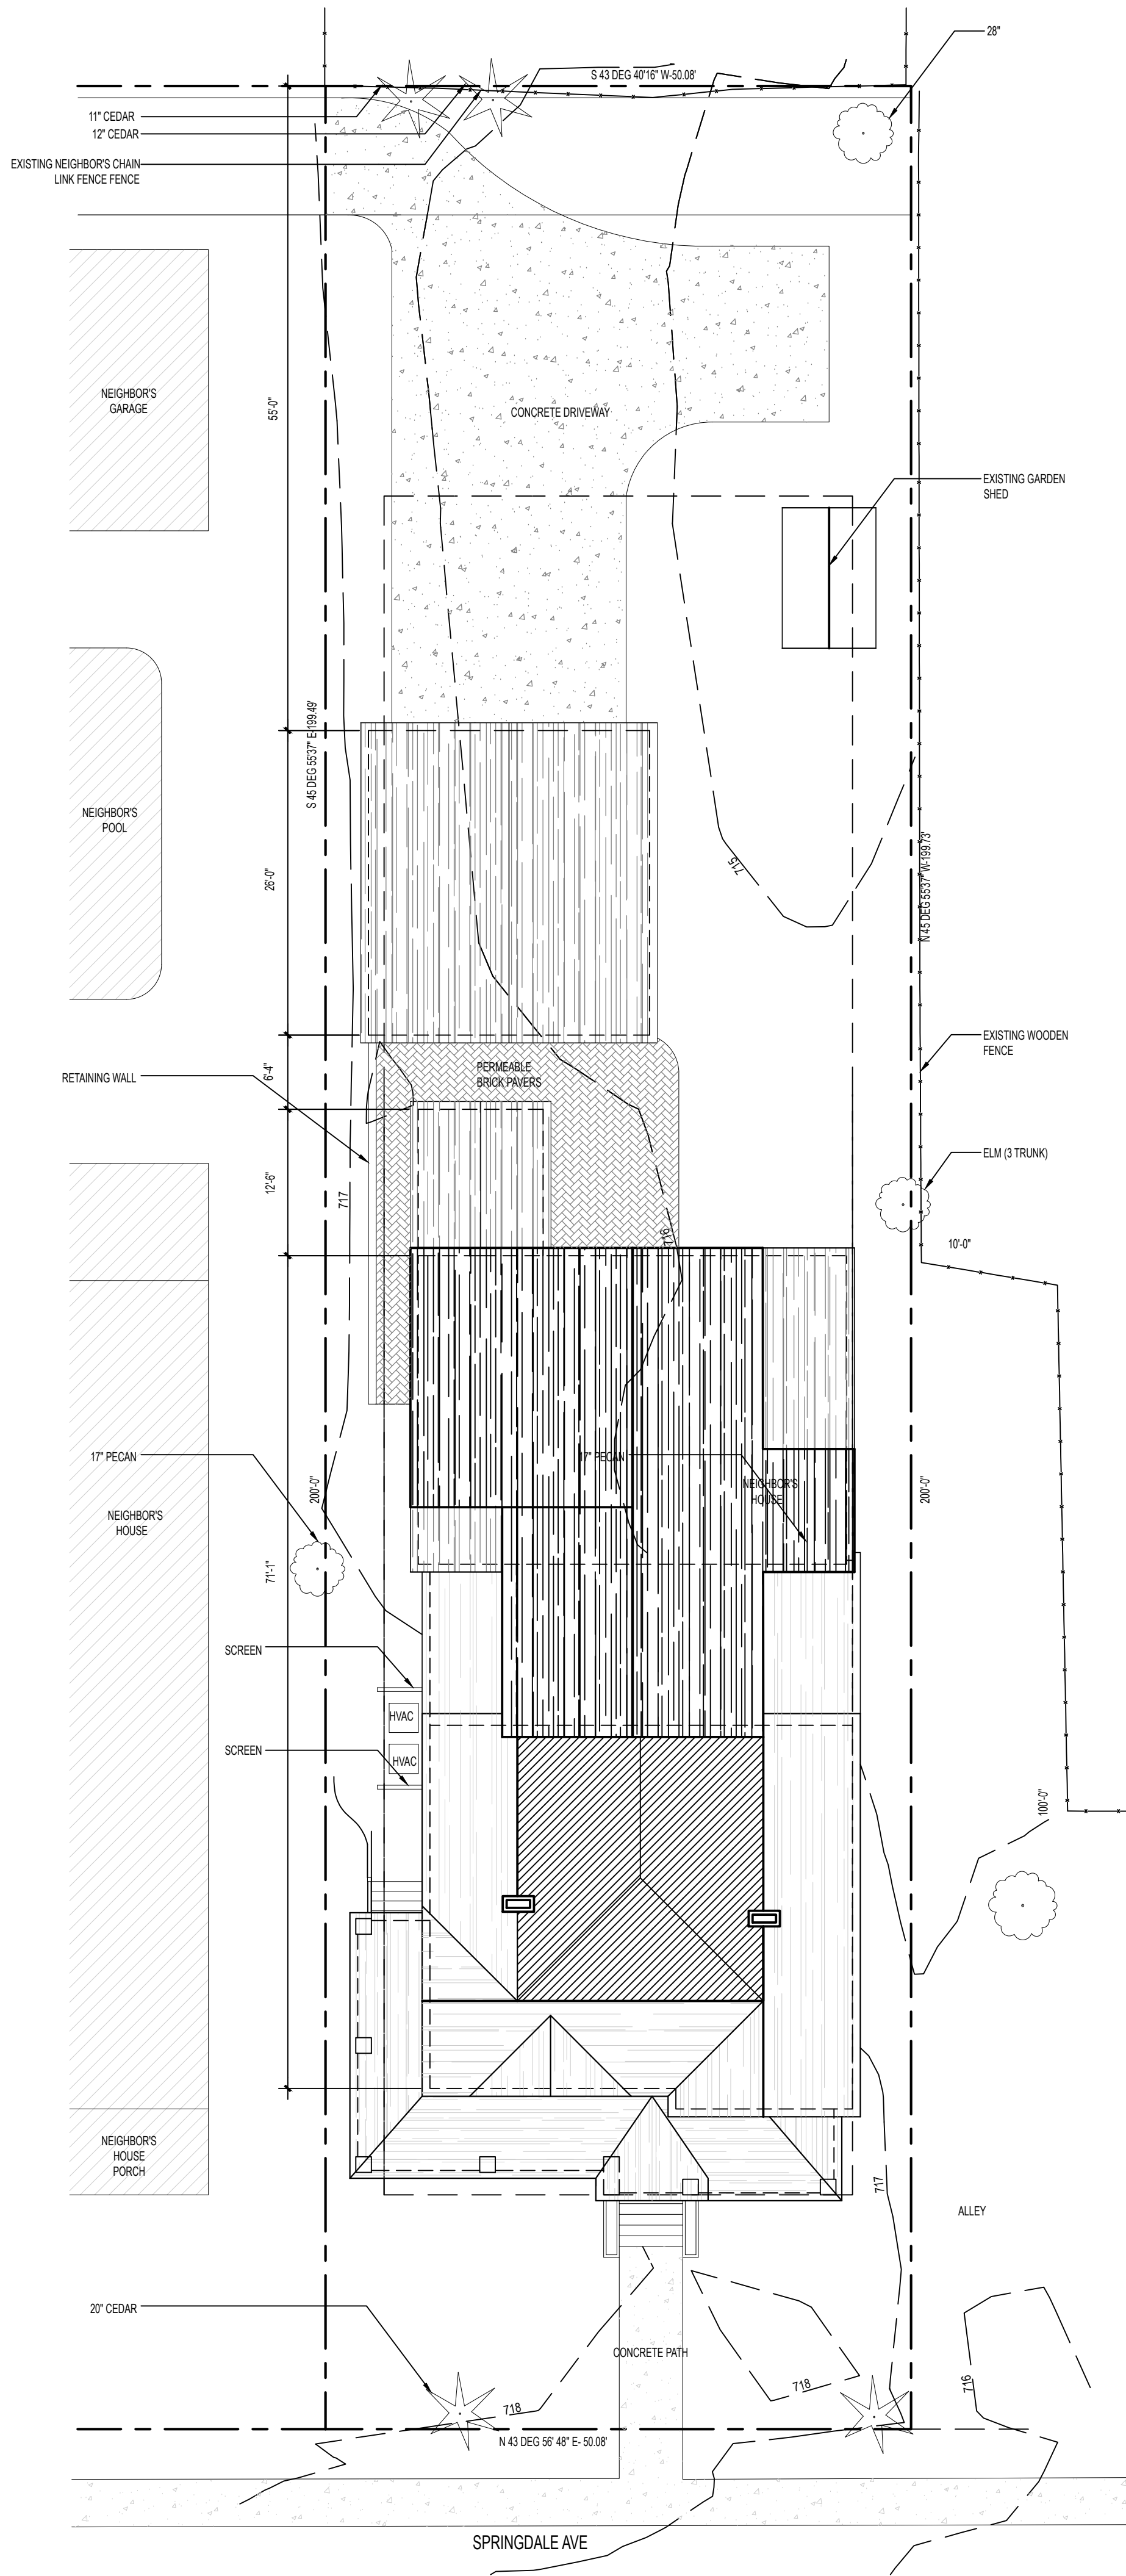 28"
S 43 DEG 40'16" W-50.08'
11" CEDAR
12" CEDAR
EXISTING NEIGHBOR'S CHAIN
LINK FENCE FENCE
NEIGHBOR'S
GARAGE
55'-0"
CONCRETE DRIVEWAY
EXISTING GARDEN
SHED
S 45 DEG 55'37" E-199.49'
NEIGHBOR'S
POOL
26'-0"
715
N 45 DEG 55'37" W-199.73'
EXISTING WOODEN
FENCE
RETAINING WALL
6'-4"
PERMEABLE
BRICK PAVERS
ELM (3 TRUNK)
12'-6"
717
716
10'-0"
17" PECAN
17" PECAN
NEIGHBOR'S
HOUSE
200'-0"
200'-0"
NEIGHBOR'S
HOUSE
71'-1"
SCREEN
HVAC
SCREEN
HVAC
100'-0"
NEIGHBOR'S
HOUSE
PORCH
717
ALLEY
20" CEDAR
CONCRETE PATH
718
718
716
N 43 DEG 56' 48" E- 50.08'
SPRINGDALE AVE